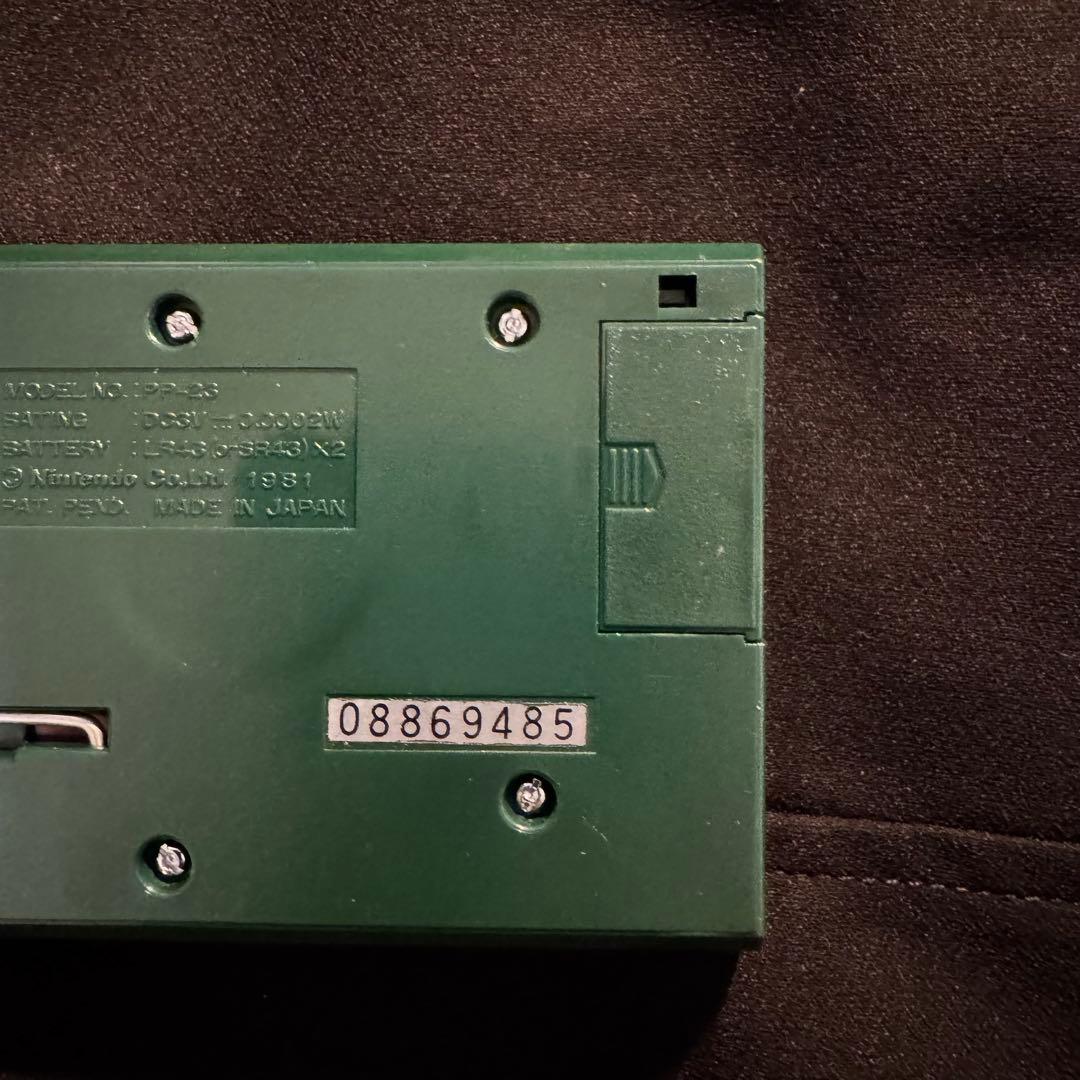 MODEL NO. : PP-23
RATING : DC3V ⎓ 0.0002W
BATTERY : LR43 (or SR43) X2
© Nintendo Co.Ltd. 1981
PAT. PEND. MADE IN JAPAN
08869485